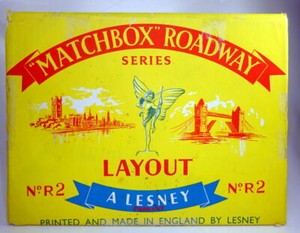 "MATCHBOX" ROADWAY
SERIES
LAYOUT
Nº R2
A LESNEY
Nº R2
PRINTED AND MADE IN ENGLAND BY LESNEY